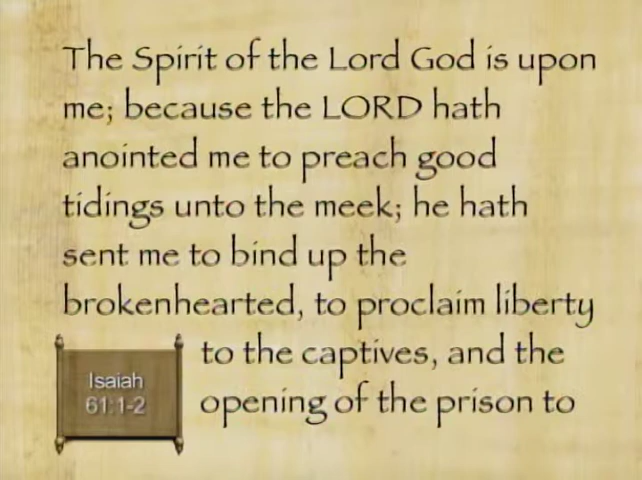 The Spirit of the Lord God is upon
me; because the LORD hath
anointed me to preach good
tidings unto the meek; he hath
sent me to bind up the
brokenhearted, to proclaim liberty
to the captives, and the
opening of the prison to
Isaiah
61:1-2